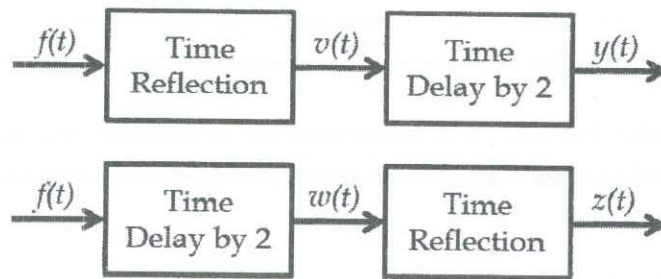 f(t) Time Reflection v(t) Time Delay by 2 y(t)
f(t) Time Delay by 2 w(t) Time Reflection z(t)